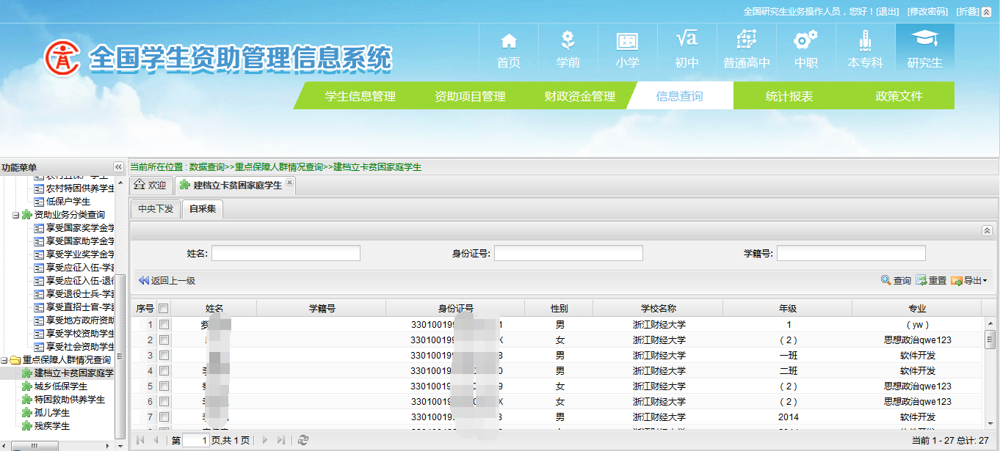 全国研究生业务操作人员，您好！[退出] [修改密码] [折叠]
全国学生资助管理信息系统
首页 学前 小学 初中 普通高中 中职 本专科 研究生
学生信息管理 资助项目管理 财政资金管理 信息查询 统计报表 政策文件
功能菜单
农村特困供养学生
低保户学生
资助业务分类查询
享受国家奖学金学
享受国家助学金学
享受学业奖学金学
享受应征入伍-学
享受应征入伍-退役
享受退役士兵-学
享受直招士官-学
享受地方政府资助
享受学校资助学生
享受社会资助学生
重点保障人群情况查询
建档立卡贫困家庭学
城乡低保学生
特困救助供养学生
孤儿学生
残疾学生
当前所在位置 : 数据查询>>重点保障人群情况查询>>建档立卡贫困家庭学生
欢迎 建档立卡贫困家庭学生
中央下发 自采集
姓名: 身份证号: 学籍号:
返回上一级 查询 重置 导出
序号 姓名 学籍号 身份证号 性别 学校名称 年级 专业
1 33010019 1 男 浙江财经大学 1 （yw）
2 33010019 X 女 浙江财经大学 （2） 思想政治qwe123
3 33010019 8 男 浙江财经大学 一班 软件开发
4 李 33010019 0 男 浙江财经大学 二班 软件开发
5 33010019 9 女 浙江财经大学 （2） 思想政治qwe123
6 李 33010019 X 女 浙江财经大学 （2） 思想政治qwe123
7 李 33010019 3 男 浙江财经大学 2014 软件开发
第 1 页,共 1 页
当前 1 - 27 总计: 27